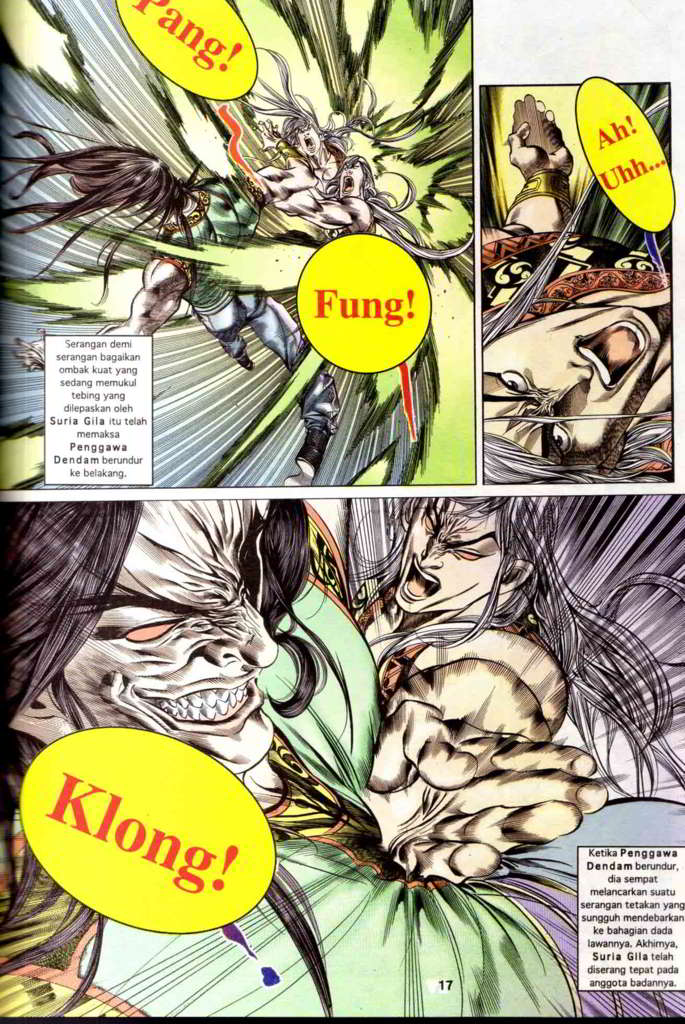 Pang!
Ah!
Uhh...
Fung!
Serangan demi
serangan bagaikan
ombak kuat yang
sedang memukul
tebing yang
dilepaskan oleh
Suria Gila itu telah
memaksa
Penggawa
Dendam berundur
ke belakang.
Klong!
Ketika Penggawa
Dendam berundur,
dia sempat
melancarkan suatu
serangan tetakan yang
sungguh mendebarkan
ke bahagian dada
lawannya. Akhirnya,
Suria Gila telah
diserang tepat pada
anggota badannya.
17